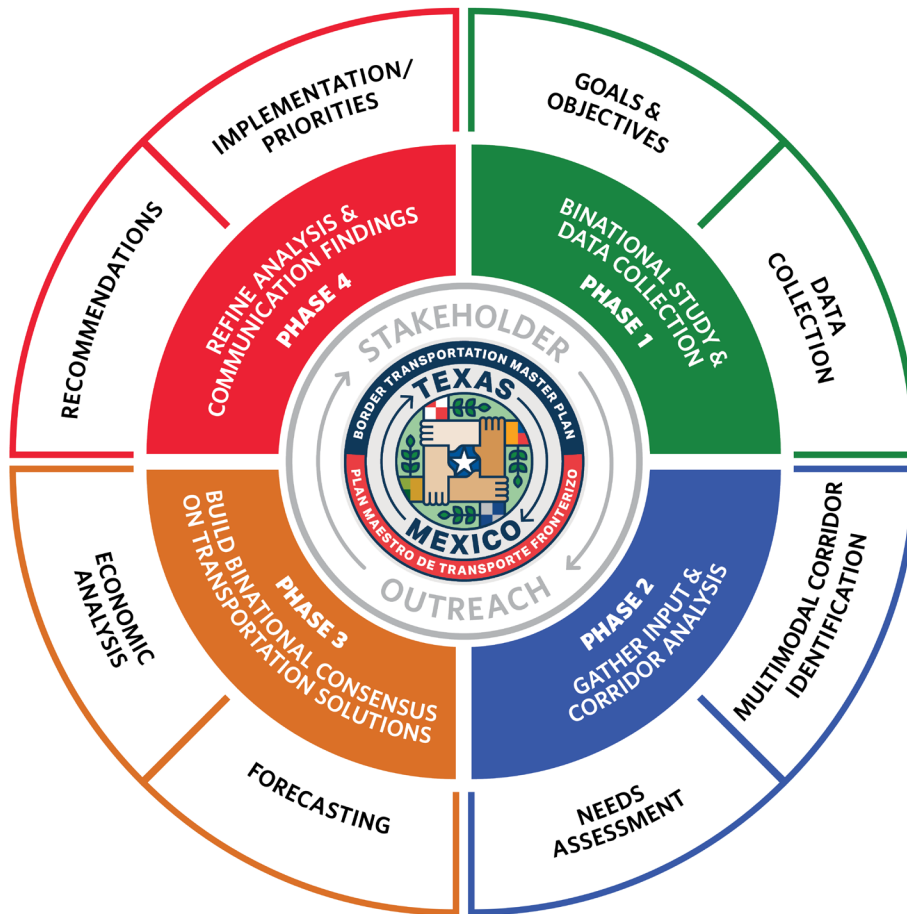 GOALS &
OBJECTIVES
DATA
COLLECTION
BINATIONAL STUDY &
DATA COLLECTION
PHASE 1
MULTIMODAL CORRIDOR
IDENTIFICATION
NEEDS
ASSESSMENT
PHASE 2
GATHER INPUT &
CORRIDOR ANALYSIS
FORECASTING
ECONOMIC
ANALYSIS
PHASE 3
BUILD BINATIONAL CONSENSUS
ON TRANSPORTATION SOLUTIONS
RECOMMENDATIONS
IMPLEMENTATION/
PRIORITIES
REFINE ANALYSIS &
COMMUNICATION FINDINGS
PHASE 4
STAKEHOLDER
OUTREACH
BORDER TRANSPORTATION MASTER PLAN
TEXAS
MEXICO
PLAN MAESTRO DE TRANSPORTE FRONTERIZO